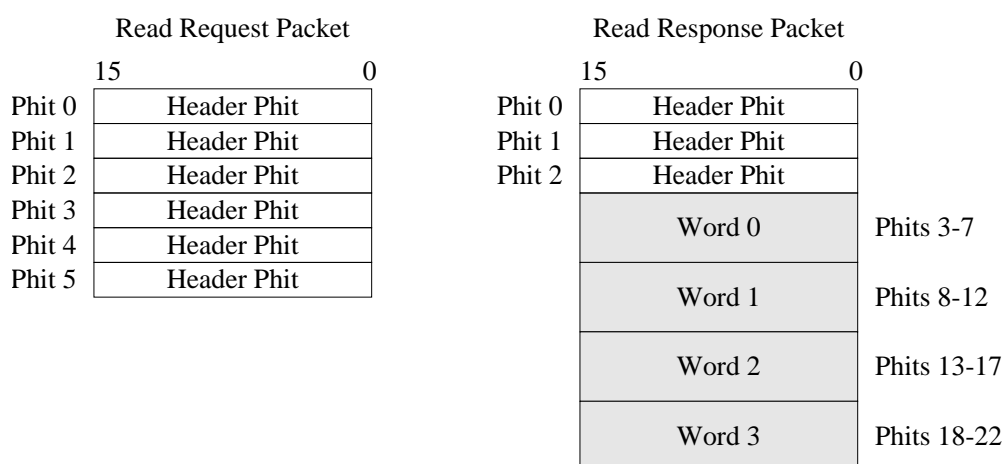 Read Request Packet
15 0
Phit 0 Header Phit
Phit 1 Header Phit
Phit 2 Header Phit
Phit 3 Header Phit
Phit 4 Header Phit
Phit 5 Header Phit
Read Response Packet
15 0
Phit 0 Header Phit
Phit 1 Header Phit
Phit 2 Header Phit
Word 0 Phits 3-7
Word 1 Phits 8-12
Word 2 Phits 13-17
Word 3 Phits 18-22